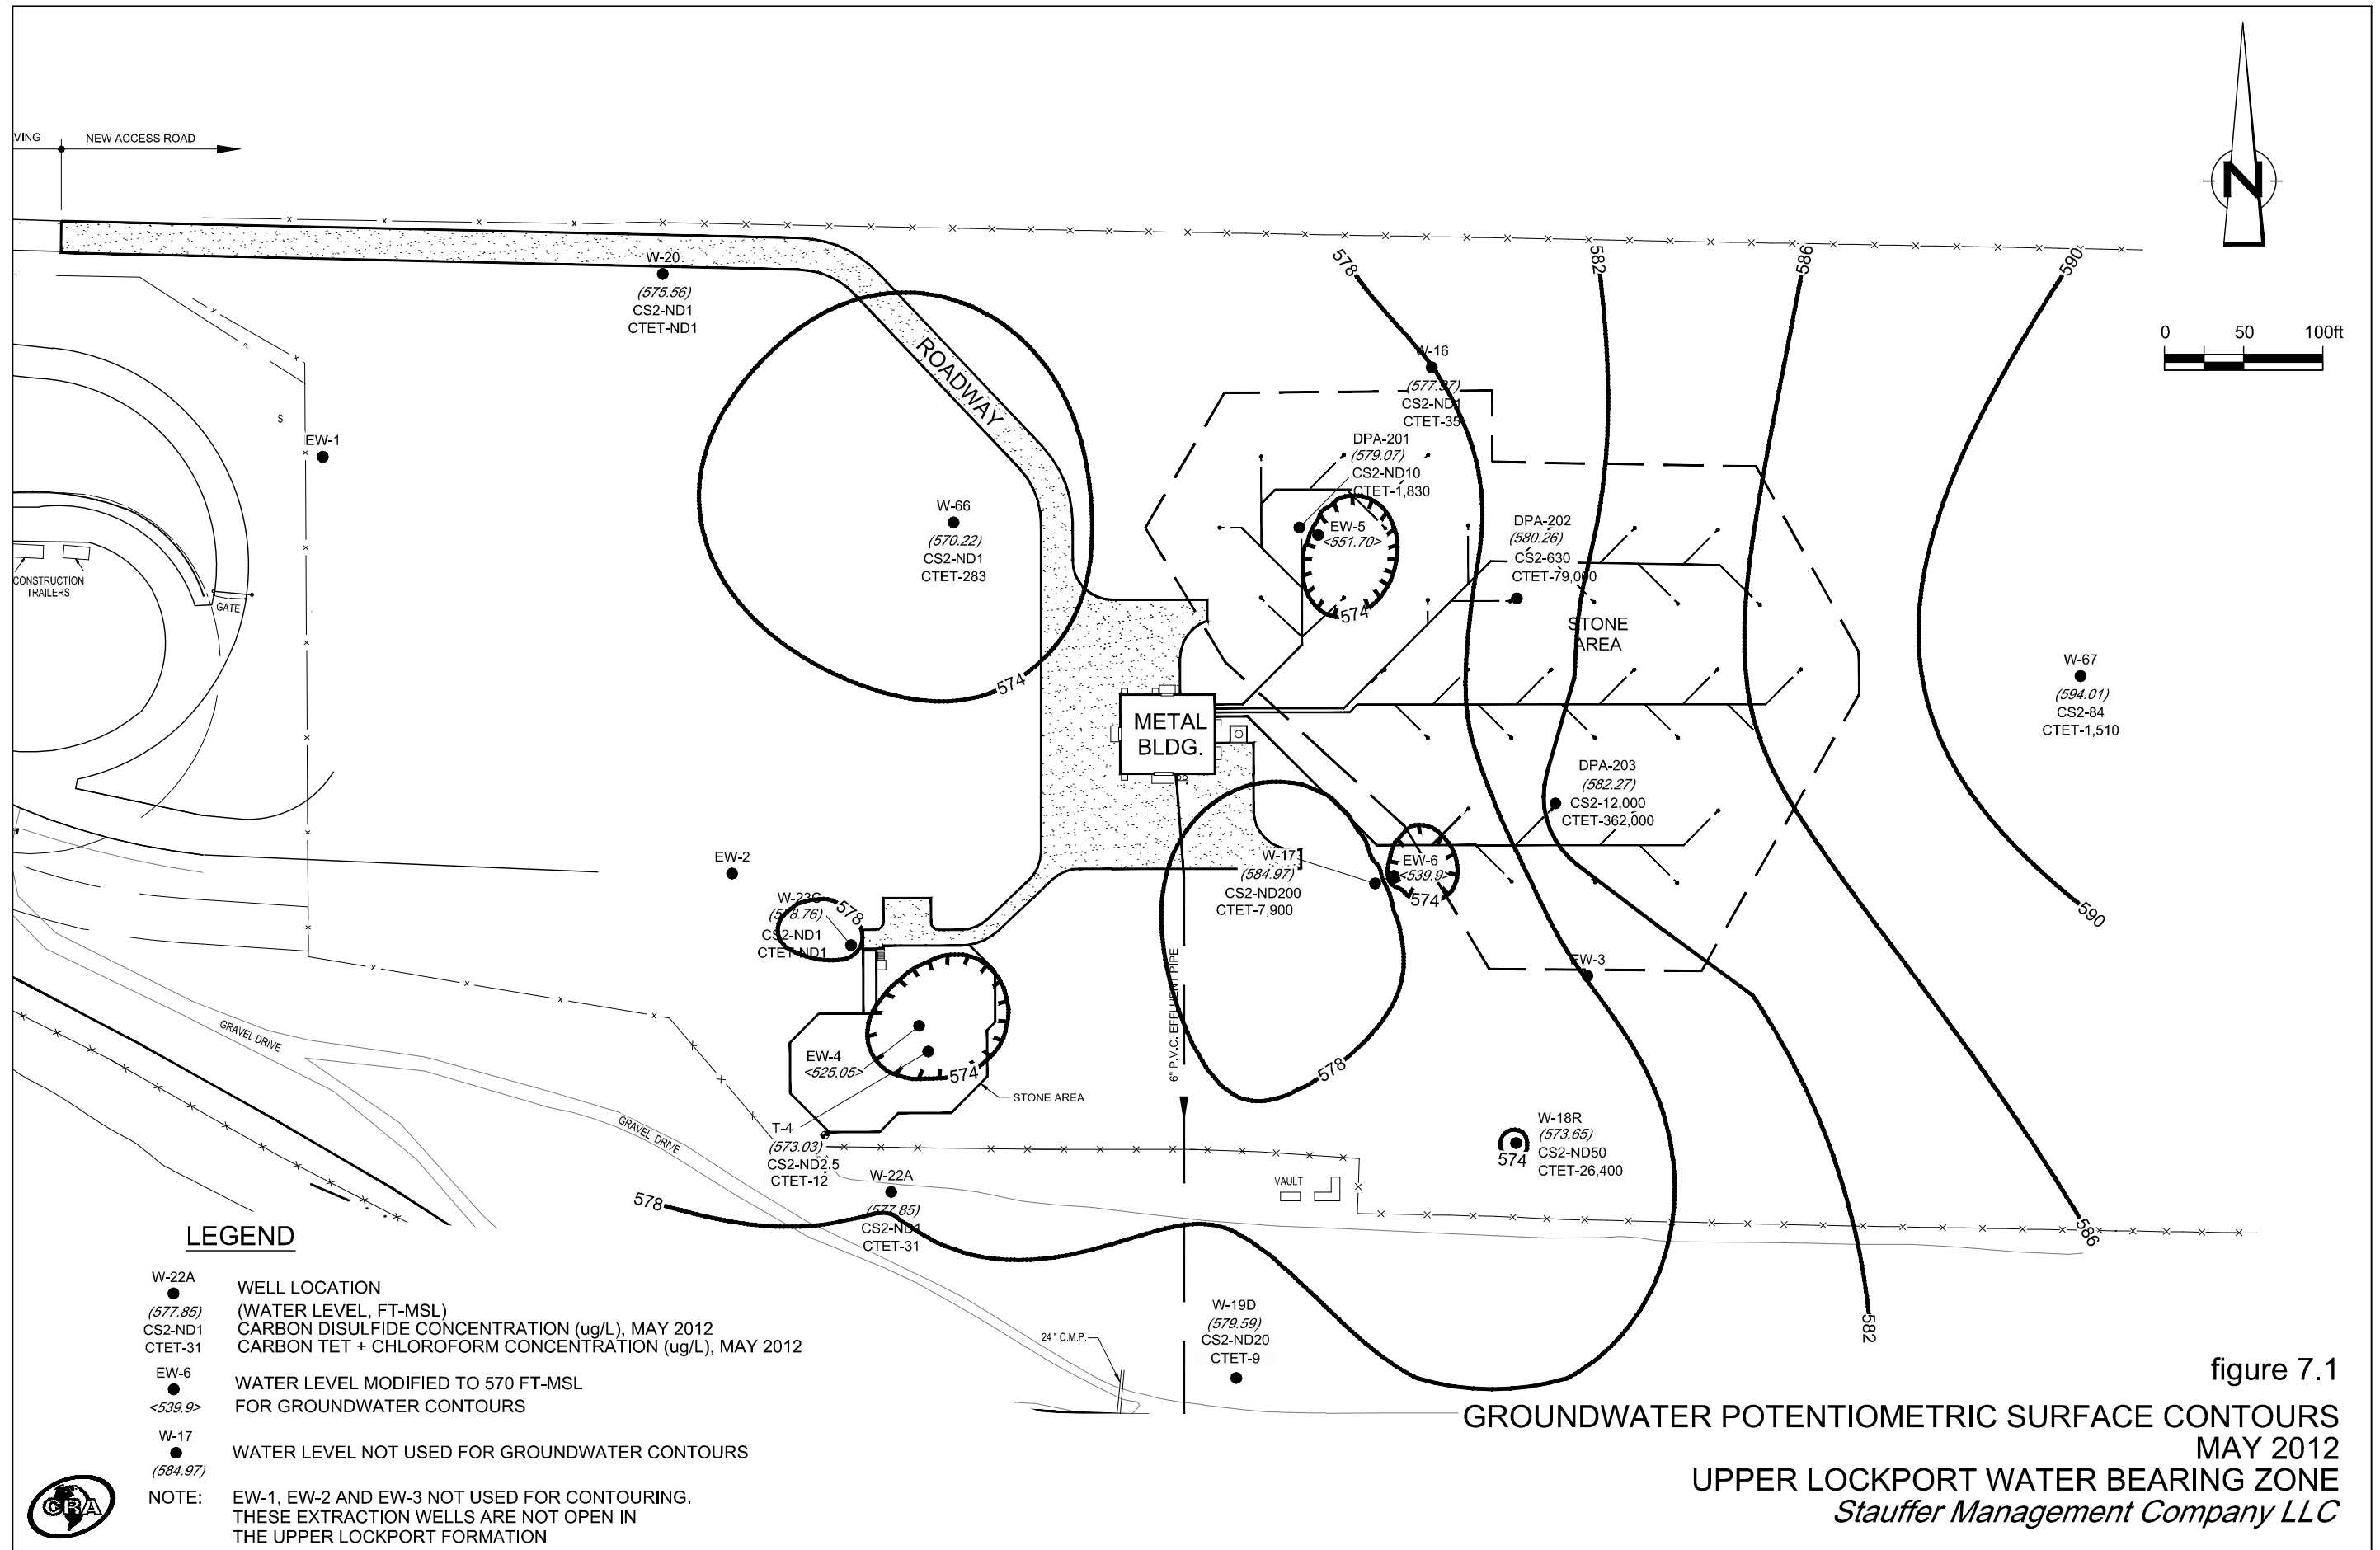 VING
NEW ACCESS ROAD
N
0 50 100ft
W-20
(575.56)
CS2-ND1
CTET-ND1
ROADWAY
578
582
586
590
W-16
(577.97)
CS2-ND1
CTET-35
S
EW-1
DPA-201
(579.07)
CS2-ND10
CTET-1,830
EW-5
<551.70>
574
W-66
(570.22)
CS2-ND1
CTET-283
574
DPA-202
(580.26)
CS2-630
CTET-79,000
STONE
AREA
CONSTRUCTION
TRAILERS
GATE
W-67
(594.01)
CS2-84
CTET-1,510
METAL
BLDG.
DPA-203
(582.27)
CS2-12,000
CTET-362,000
EW-2
W-17
(584.97)
CS2-ND200
CTET-7,900
EW-6
<539.9>
574
W-23C
(578.76)
CS2-ND1
CTET-ND1
578
590
EW-3
6" P.V.C. EFFLUENT PIPE
GRAVEL DRIVE
EW-4
<525.05>
574
578
STONE AREA
GRAVEL DRIVE
T-4
(573.03)
CS2-ND2.5
CTET-12
W-18R
(573.65)
CS2-ND50
CTET-26,400
574
W-22A
(577.85)
CS2-ND1
CTET-31
VAULT
578
586
W-19D
(579.59)
CS2-ND20
CTET-9
24" C.M.P.
582
LEGEND
W-22A
WELL LOCATION
(577.85) (WATER LEVEL, FT-MSL)
CS2-ND1 CARBON DISULFIDE CONCENTRATION (ug/L), MAY 2012
CTET-31 CARBON TET + CHLOROFORM CONCENTRATION (ug/L), MAY 2012
EW-6
WATER LEVEL MODIFIED TO 570 FT-MSL
<539.9> FOR GROUNDWATER CONTOURS
W-17
WATER LEVEL NOT USED FOR GROUNDWATER CONTOURS
(584.97)
NOTE: EW-1, EW-2 AND EW-3 NOT USED FOR CONTOURING.
THESE EXTRACTION WELLS ARE NOT OPEN IN
THE UPPER LOCKPORT FORMATION
CRA
figure 7.1
GROUNDWATER POTENTIOMETRIC SURFACE CONTOURS
MAY 2012
UPPER LOCKPORT WATER BEARING ZONE
Stauffer Management Company LLC